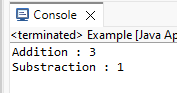 Console
<terminated> Example [Java Ap
Addition : 3
Substraction : 1